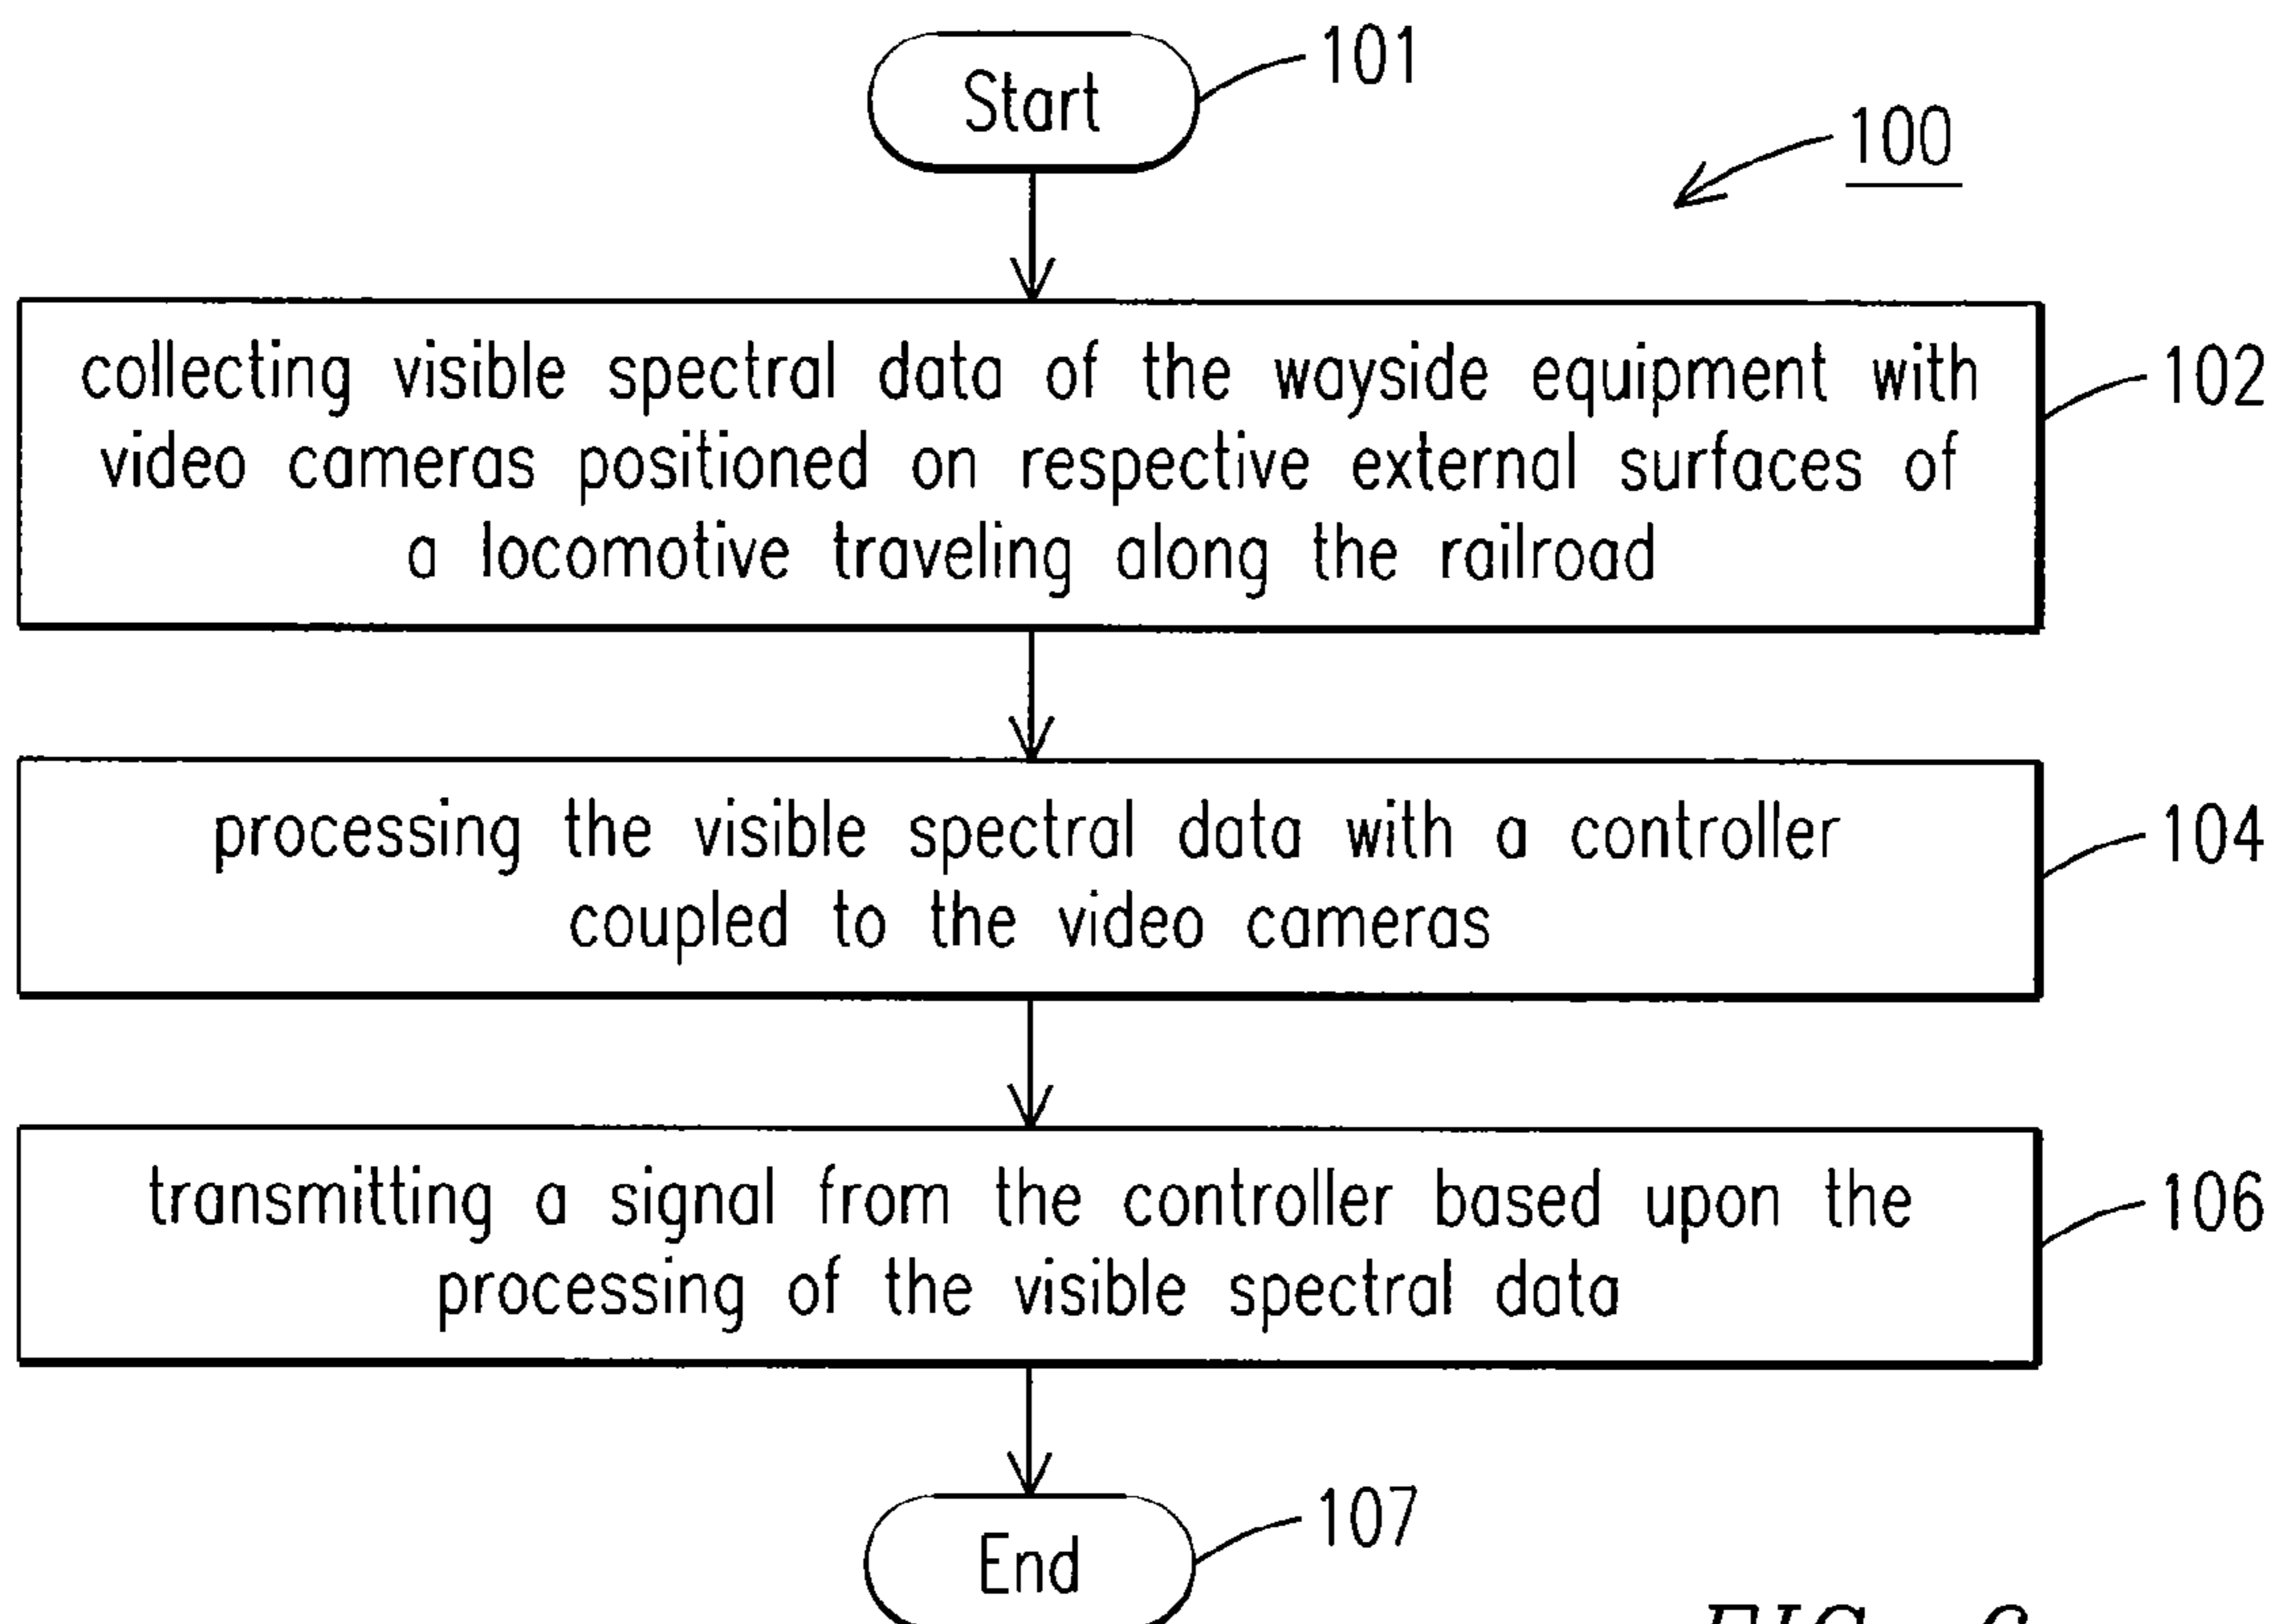 Start
101
100
collecting visible spectral data of the wayside equipment with
video cameras positioned on respective external surfaces of
a locomotive traveling along the railroad
102
processing the visible spectral data with a controller
coupled to the video cameras
104
transmitting a signal from the controller based upon the
processing of the visible spectral data
106
End
107